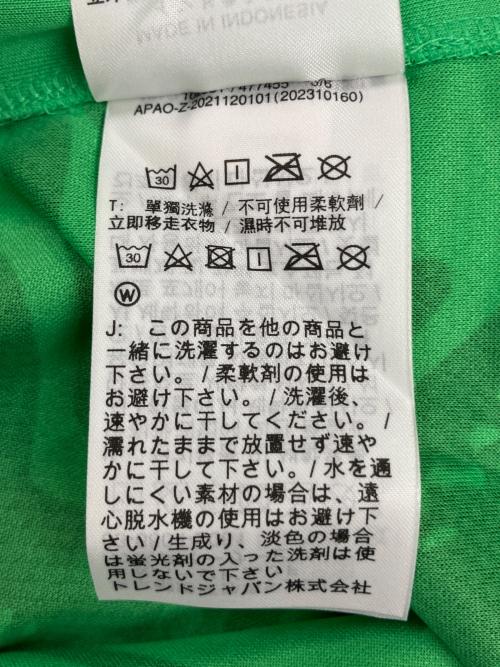 MADE IN INDONESIA
APAO-Z-2021120101(202310160)
30
T: 單獨洗滌 / 不可使用柔軟劑 /
立即移走衣物 / 濕時不可堆放
30
W
J: この商品を他の商品と
一緒に洗濯するのはお避け
下さい。/ 柔軟剤の使用は
お避け下さい。/ 洗濯後、
速やかに干してください。/
濡れたままで放置せず速や
かに干して下さい。/ 水を通
しにくい素材の場合は、遠
心脱水機の使用はお避け下
さい / 生成り、淡色の場合
は蛍光剤の入った洗剤は使
用しないで下さい
トレンドジャパン株式会社